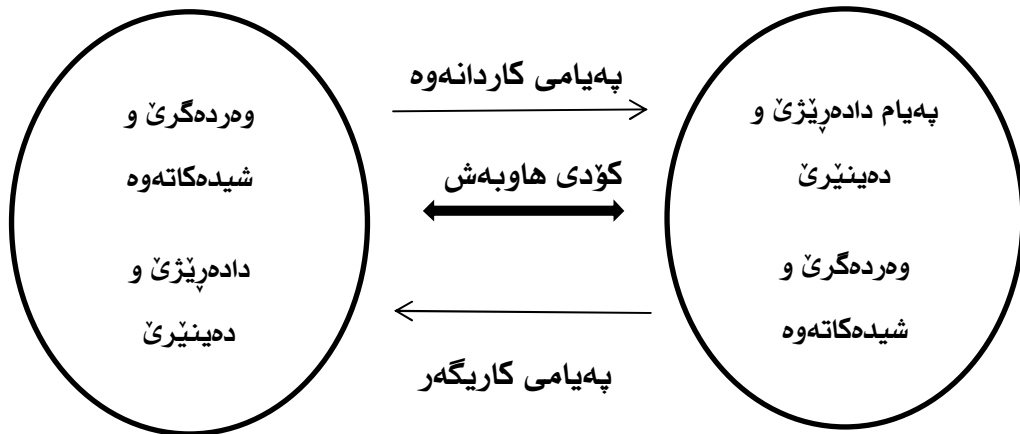 پەیام دادەڕێژێ و
دەینێرێ
وەردەگرێ و
شیدەکاتەوە
پەیامی کاردانەوە
کۆدی هاوبەش
پەیامی کاریگەر
وەردەگرێ و
شیدەکاتەوە
دادەڕێژێ و
دەینێرێ